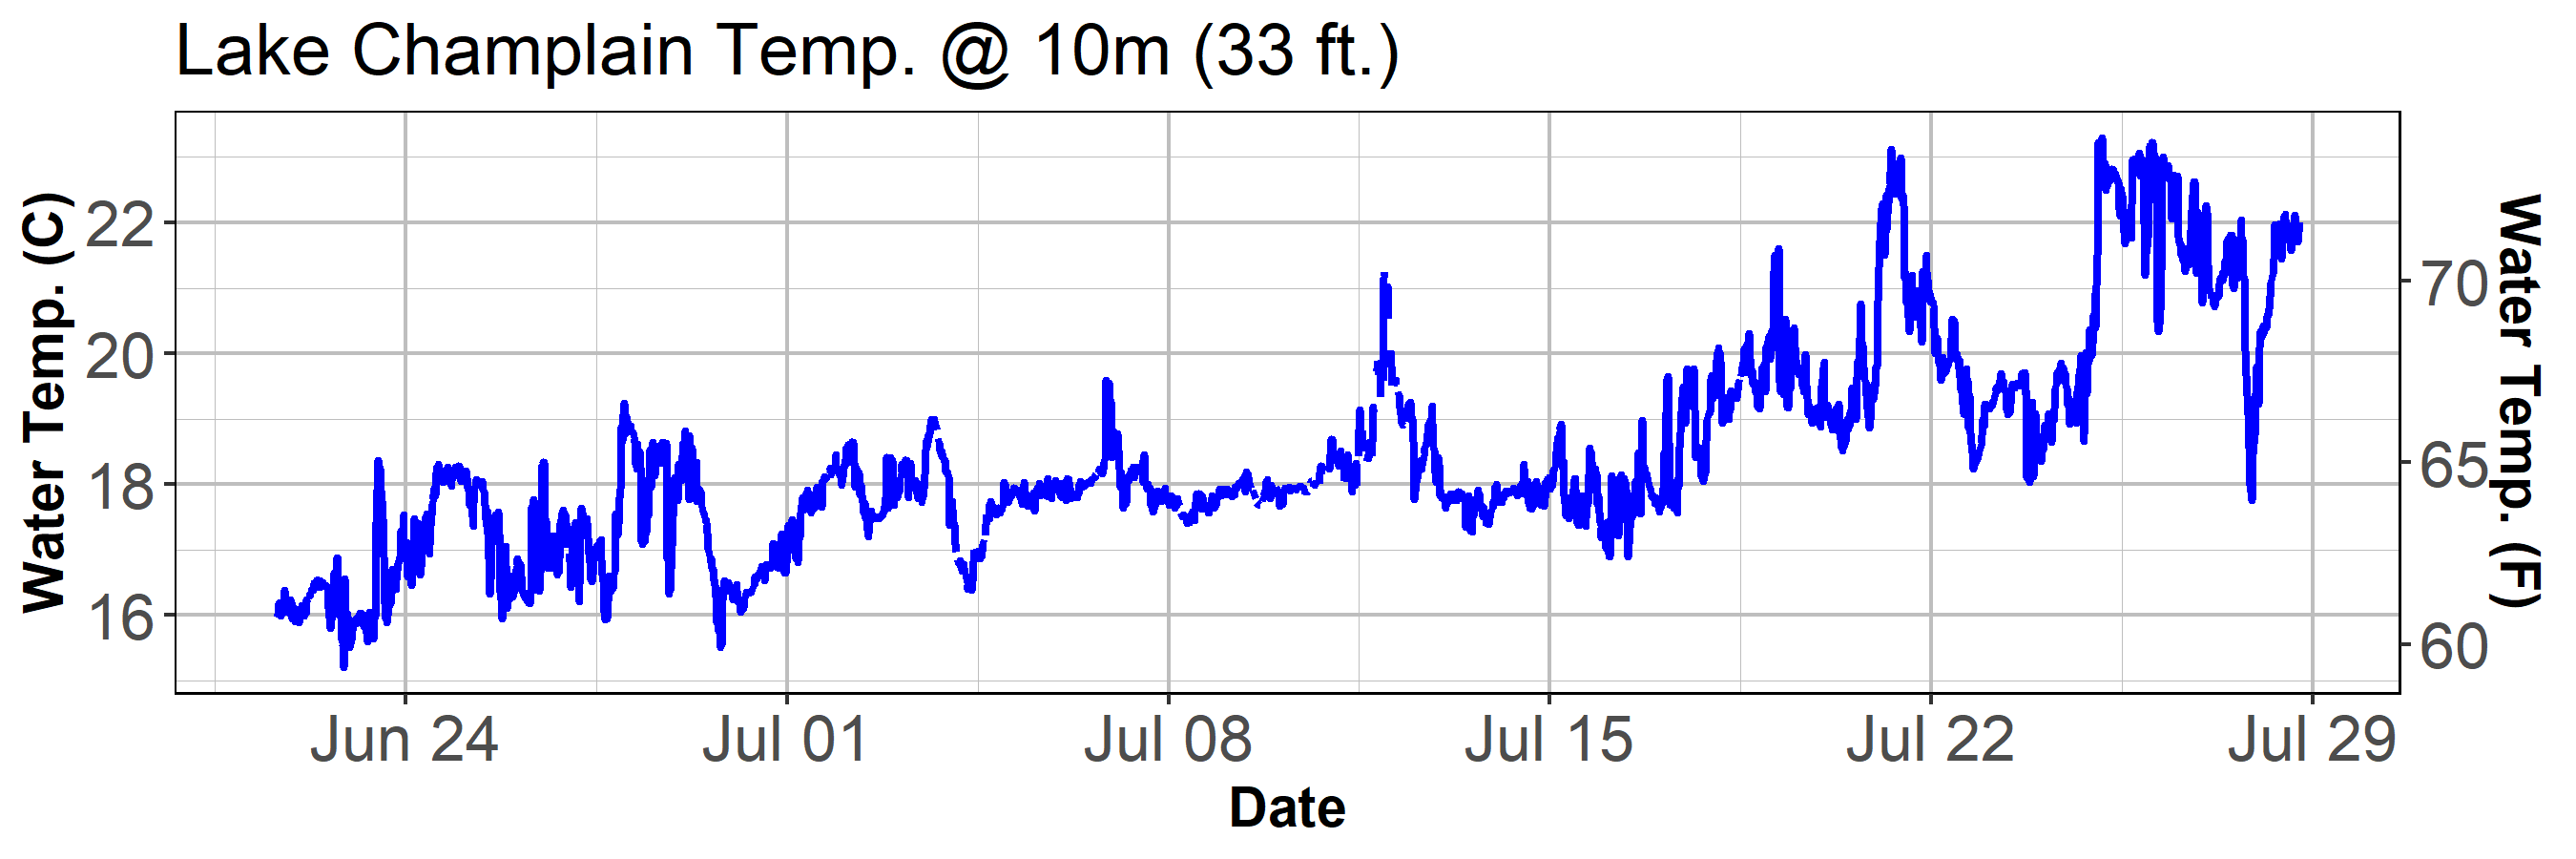 Lake Champlain Temp. @ 10m (33 ft.)
Water Temp. (C)
22
20
18
16
70
65
60
Water Temp. (F)
Jun 24
Jul 01
Jul 08
Jul 15
Jul 22
Jul 29
Date